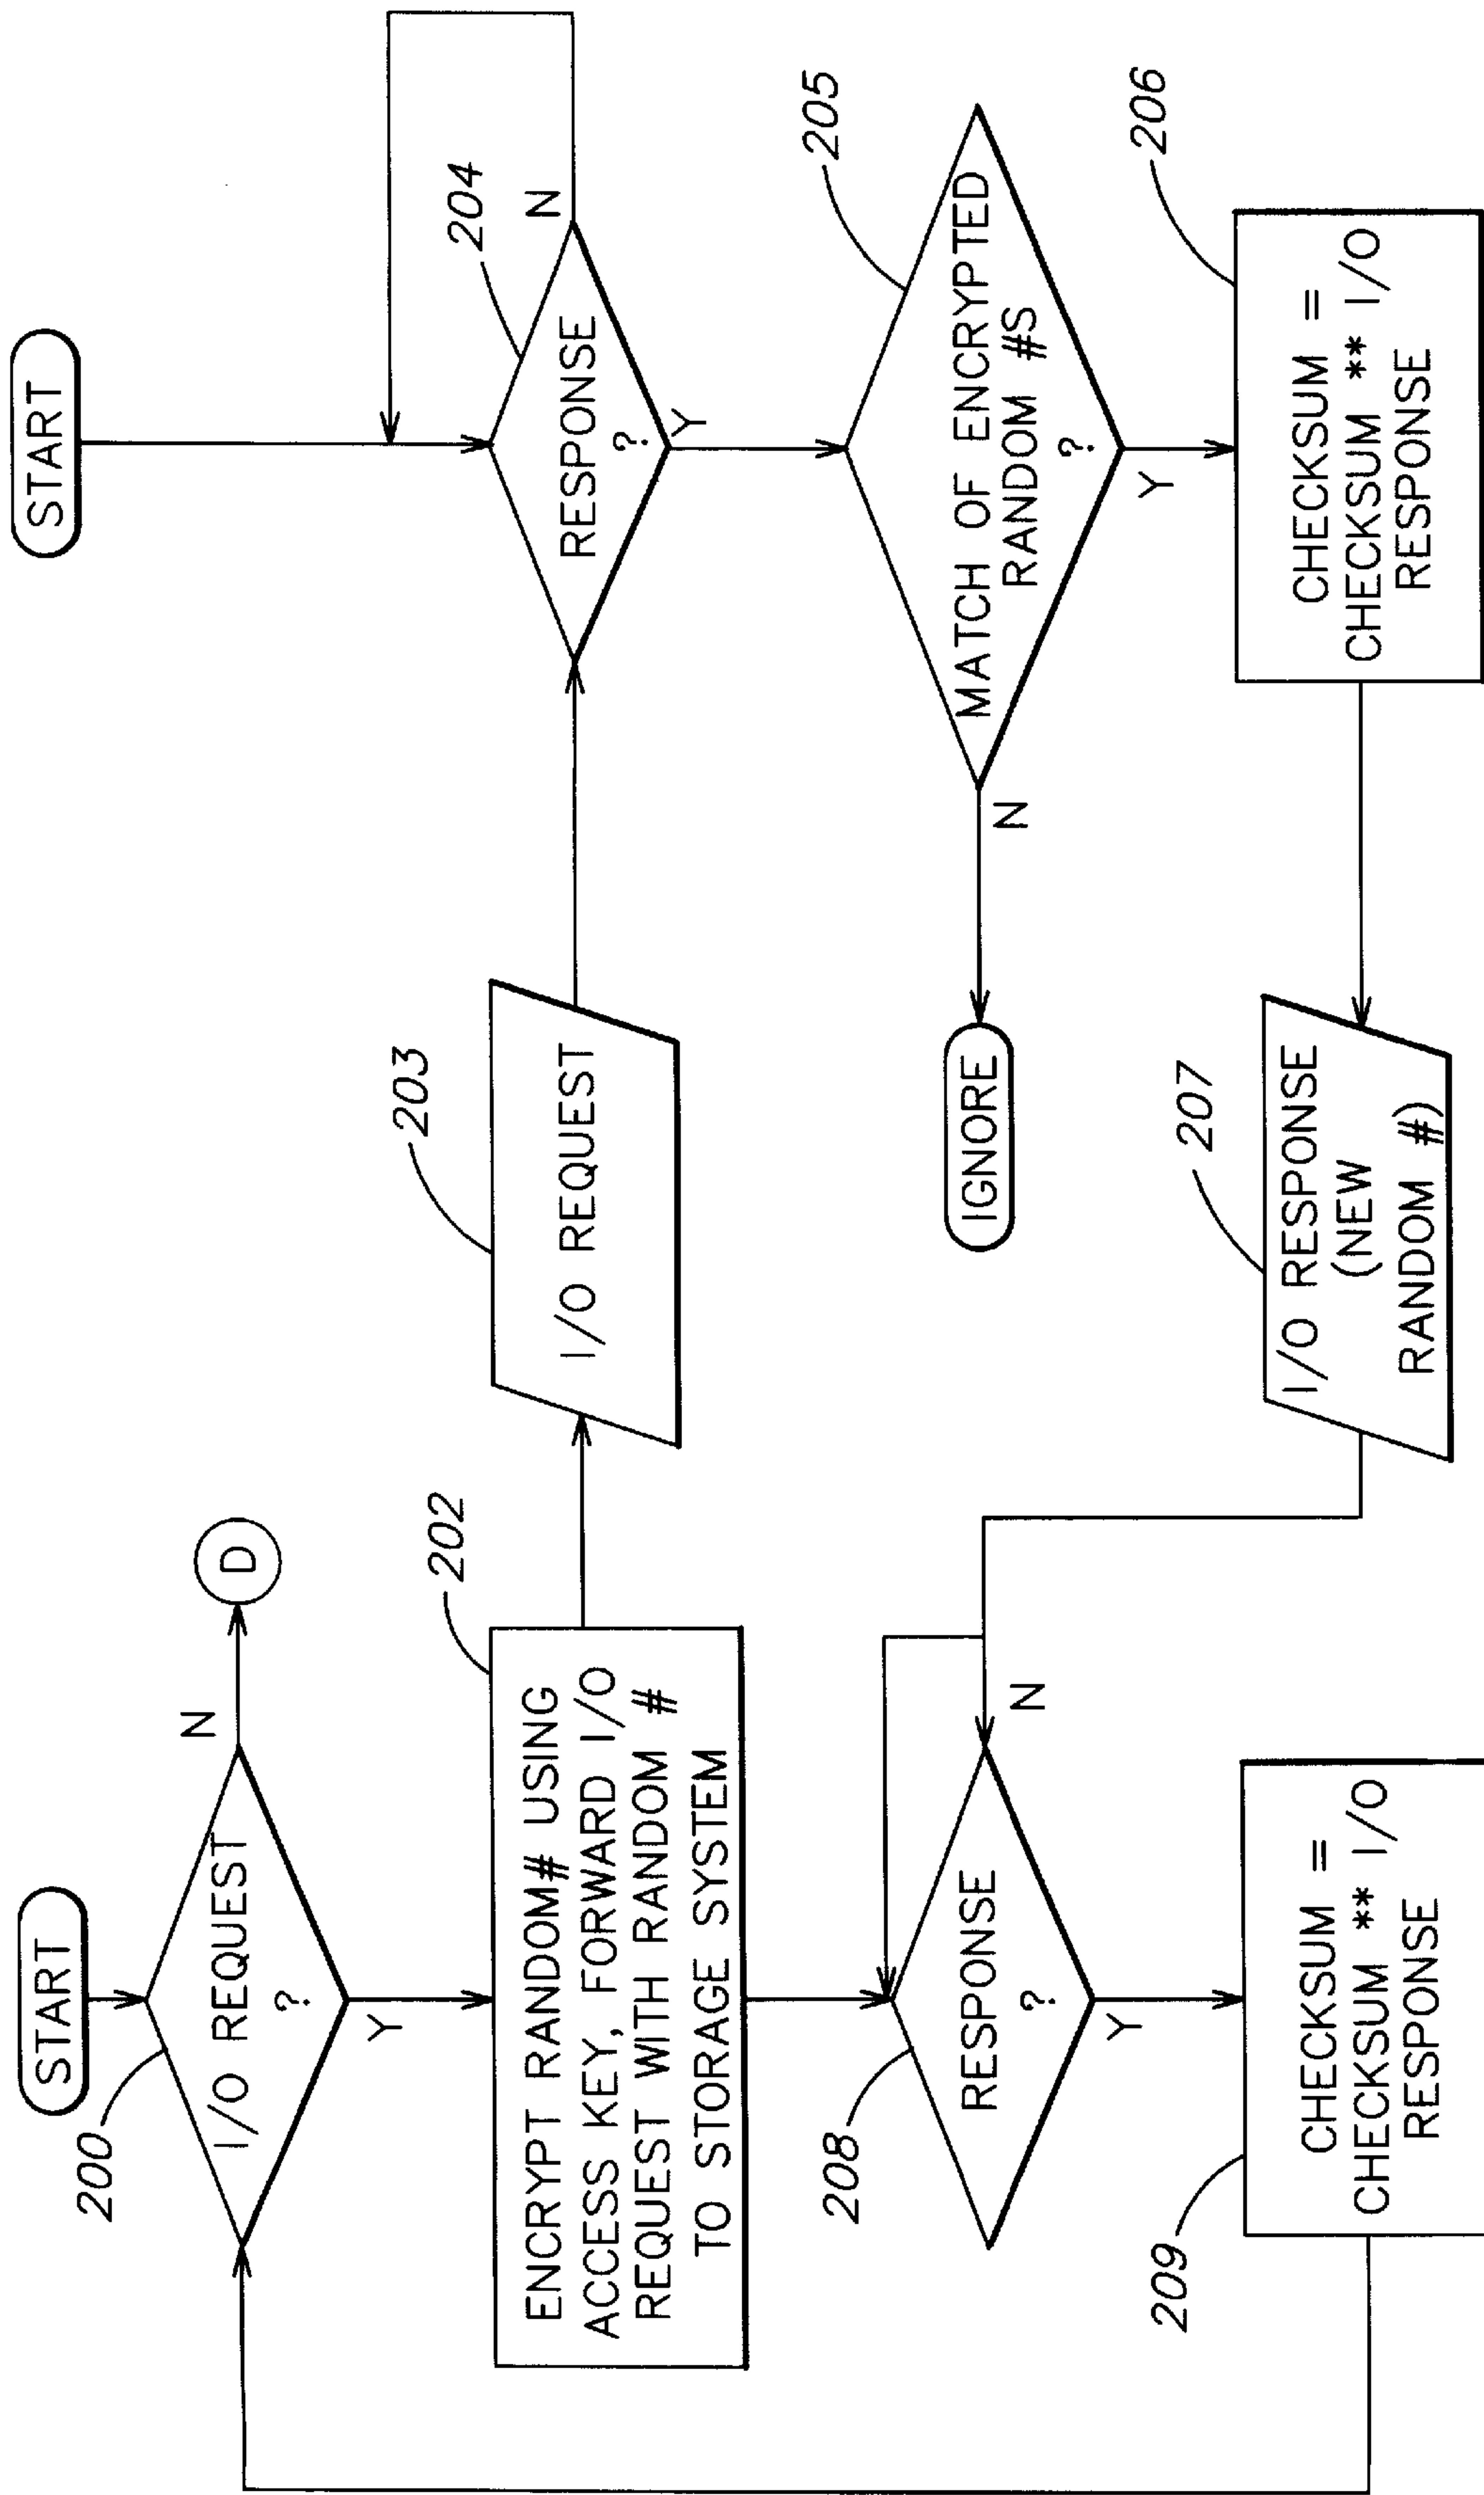 START
200
I/O REQUEST
?
N
D
Y
202
ENCRYPT RANDOM# USING
ACCESS KEY, FORWARD I/O
REQUEST WITH RANDOM #
TO STORAGE SYSTEM
203
I/O REQUEST
START
204
RESPONSE
?
N
Y
205
MATCH OF ENCRYPTED
RANDOM #S
?
N
IGNORE
Y
206
CHECKSUM =
CHECKSUM ** I/O
RESPONSE
207
I/O RESPONSE
(NEW
RANDOM #)
208
RESPONSE
?
N
Y
209
CHECKSUM =
CHECKSUM ** I/O
RESPONSE